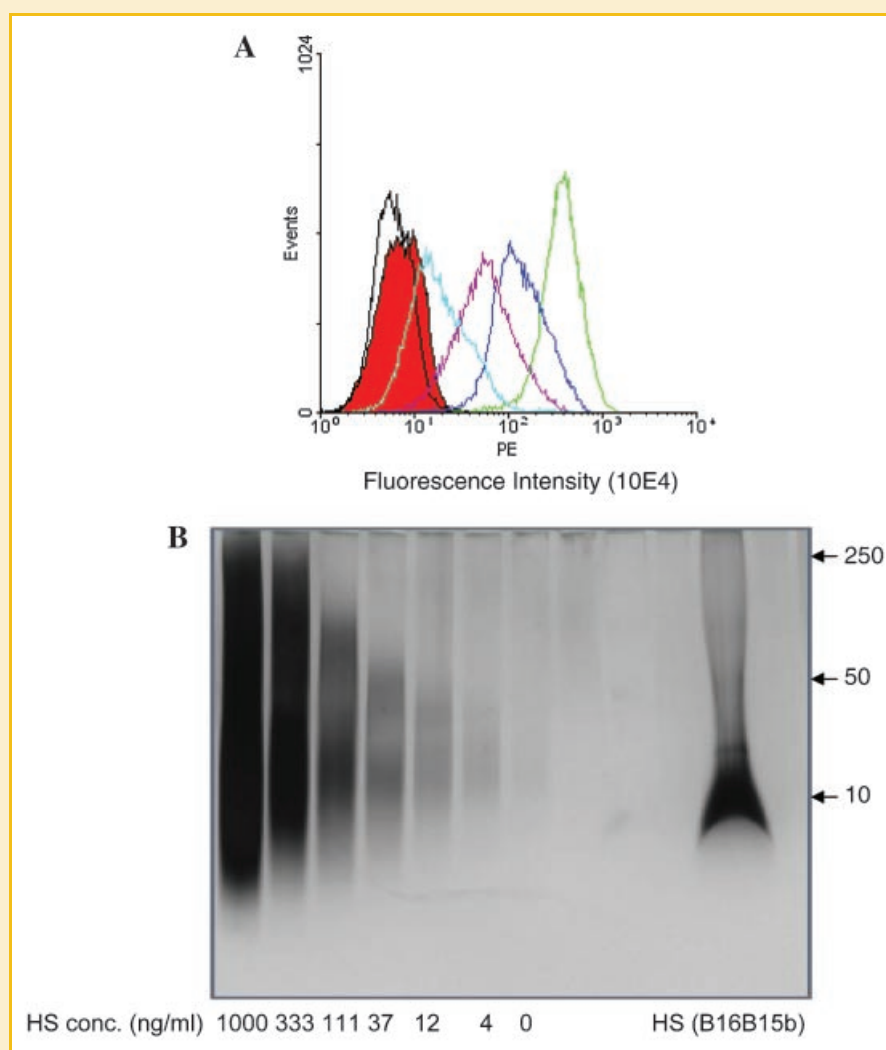 A
1024
Events
0
10⁰ 10¹ 10² 10³ 10⁴
PE
Fluorescence Intensity (10E4)
B
250
50
10
HS conc. (ng/ml) 1000 333 111 37 12 4 0 HS (B16B15b)